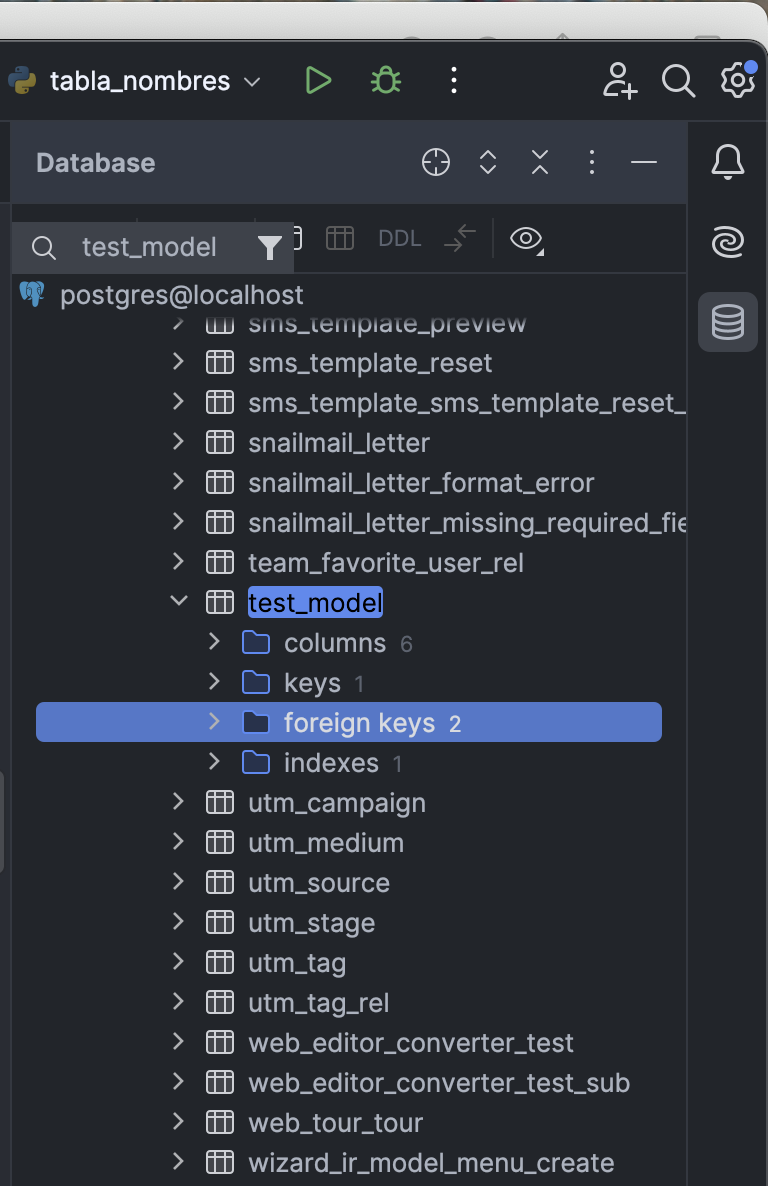 tabla_nombres
Database
test_model
DDL
postgres@localhost
sms_template_preview
sms_template_reset
sms_template_sms_template_reset_
snailmail_letter
snailmail_letter_format_error
snailmail_letter_missing_required_fie
team_favorite_user_rel
test_model
columns 6
keys 1
foreign keys 2
indexes 1
utm_campaign
utm_medium
utm_source
utm_stage
utm_tag
utm_tag_rel
web_editor_converter_test
web_editor_converter_test_sub
web_tour_tour
wizard_ir_model_menu_create